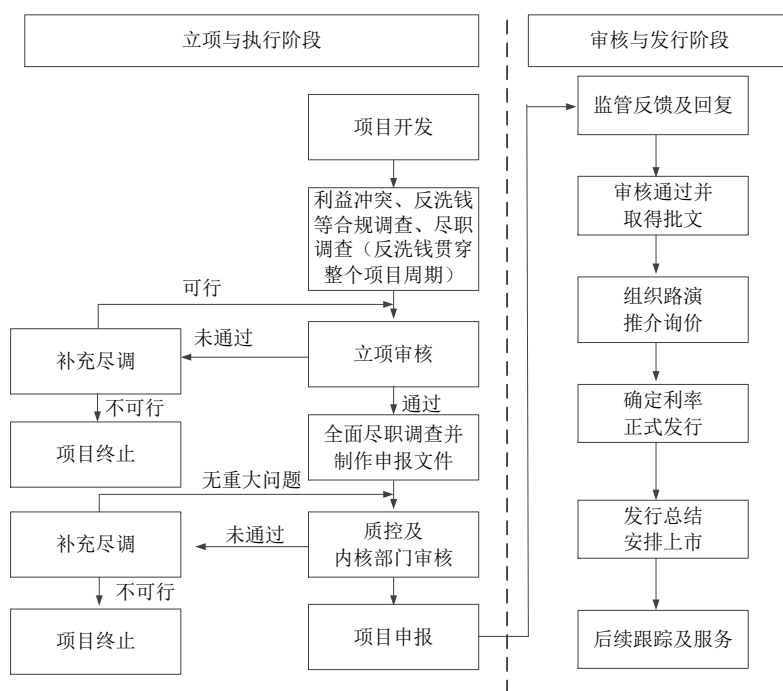 立项与执行阶段
项目开发
利益冲突、反洗钱
等合规调查、尽职
调查（反洗钱贯穿
整个项目周期）
可行
立项审核
未通过
补充尽调
不可行
项目终止
通过
全面尽职调查并
制作申报文件
无重大问题
质控及
内核部门审核
未通过
补充尽调
不可行
项目终止
项目申报
审核与发行阶段
监管反馈及回复
审核通过并
取得批文
组织路演
推介询价
确定利率
正式发行
发行总结
安排上市
后续跟踪及服务